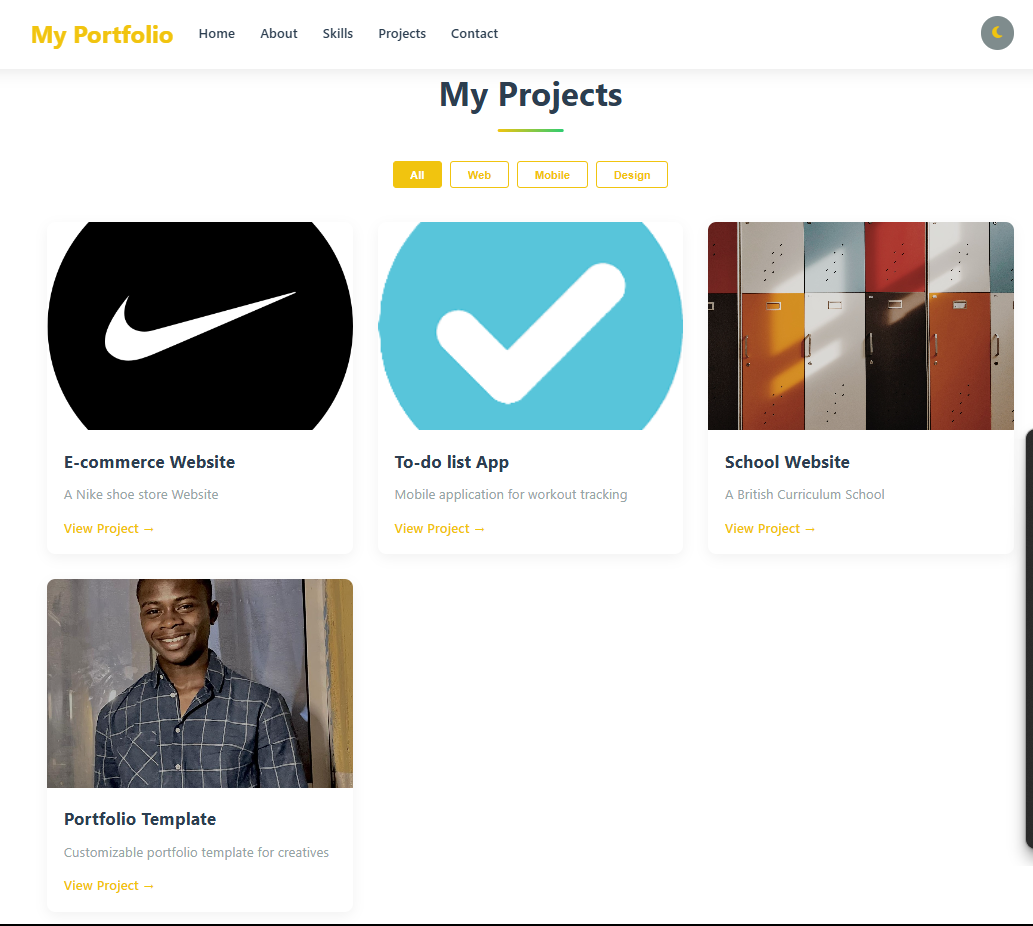 My Portfolio Home About Skills Projects Contact
My Projects
All Web Mobile Design
E-commerce Website
A Nike shoe store Website
View Project →
To-do list App
Mobile application for workout tracking
View Project →
School Website
A British Curriculum School
View Project →
Portfolio Template
Customizable portfolio template for creatives
View Project →